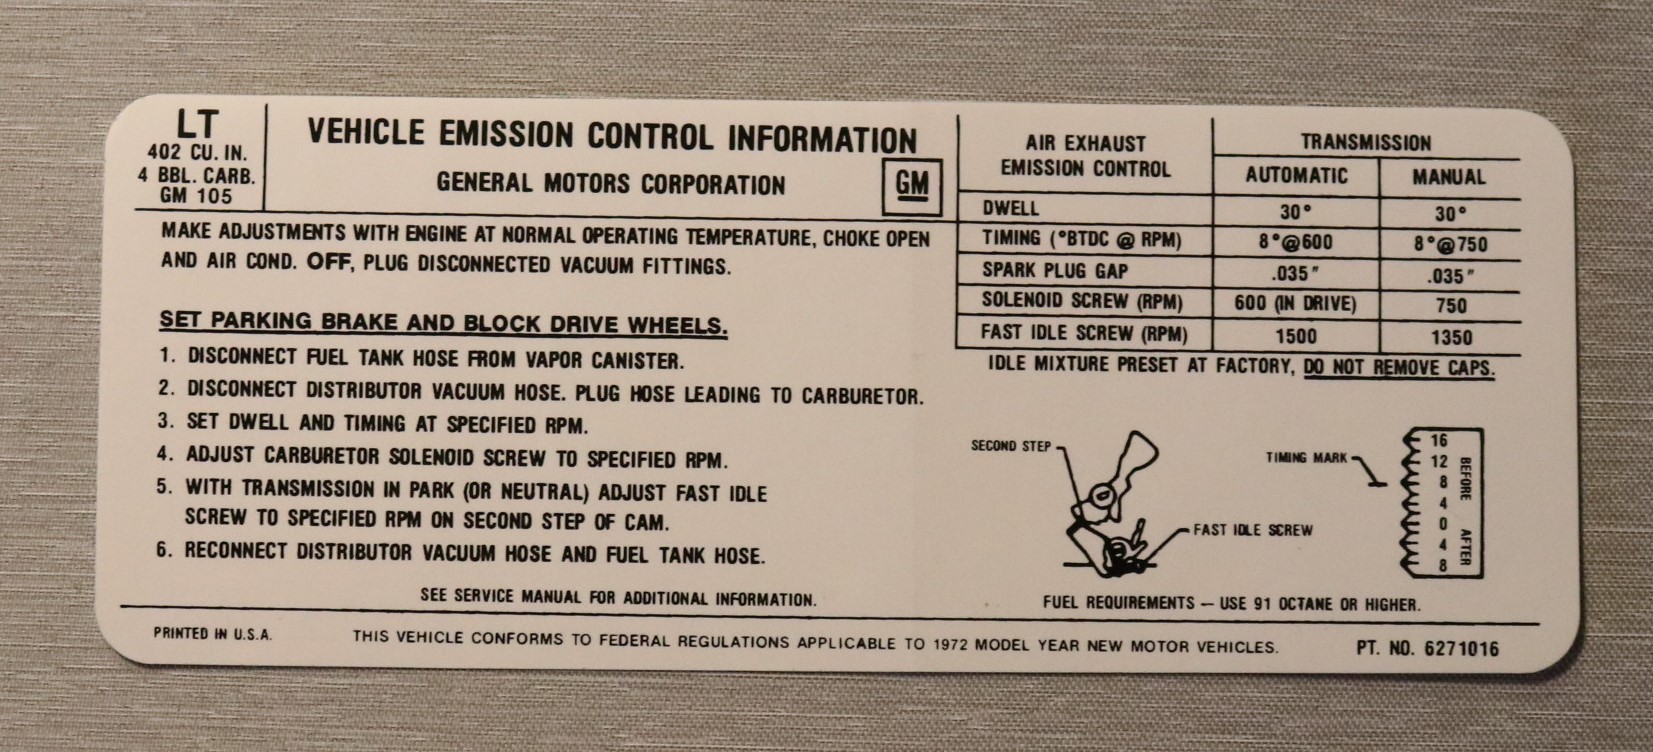 LT
402 CU. IN.
4 BBL. CARB.
GM 105
VEHICLE EMISSION CONTROL INFORMATION
GENERAL MOTORS CORPORATION
GM
MAKE ADJUSTMENTS WITH ENGINE AT NORMAL OPERATING TEMPERATURE, CHOKE OPEN
AND AIR COND. OFF, PLUG DISCONNECTED VACUUM FITTINGS.
SET PARKING BRAKE AND BLOCK DRIVE WHEELS.
1. DISCONNECT FUEL TANK HOSE FROM VAPOR CANISTER.
2. DISCONNECT DISTRIBUTOR VACUUM HOSE. PLUG HOSE LEADING TO CARBURETOR.
3. SET DWELL AND TIMING AT SPECIFIED RPM.
4. ADJUST CARBURETOR SOLENOID SCREW TO SPECIFIED RPM.
5. WITH TRANSMISSION IN PARK (OR NEUTRAL) ADJUST FAST IDLE
SCREW TO SPECIFIED RPM ON SECOND STEP OF CAM.
6. RECONNECT DISTRIBUTOR VACUUM HOSE AND FUEL TANK HOSE.
SEE SERVICE MANUAL FOR ADDITIONAL INFORMATION.
AIR EXHAUST
EMISSION CONTROL
TRANSMISSION
AUTOMATIC MANUAL
DWELL 30° 30°
TIMING (°BTDC @ RPM) 8°@600 8°@750
SPARK PLUG GAP .035" .035"
SOLENOID SCREW (RPM) 600 (IN DRIVE) 750
FAST IDLE SCREW (RPM) 1500 1350
IDLE MIXTURE PRESET AT FACTORY, DO NOT REMOVE CAPS.
SECOND STEP
FAST IDLE SCREW
TIMING MARK
16
12
8
4
0
4
8
BEFORE
AFTER
FUEL REQUIREMENTS — USE 91 OCTANE OR HIGHER.
PRINTED IN U.S.A.
THIS VEHICLE CONFORMS TO FEDERAL REGULATIONS APPLICABLE TO 1972 MODEL YEAR NEW MOTOR VEHICLES.
PT. NO. 6271016